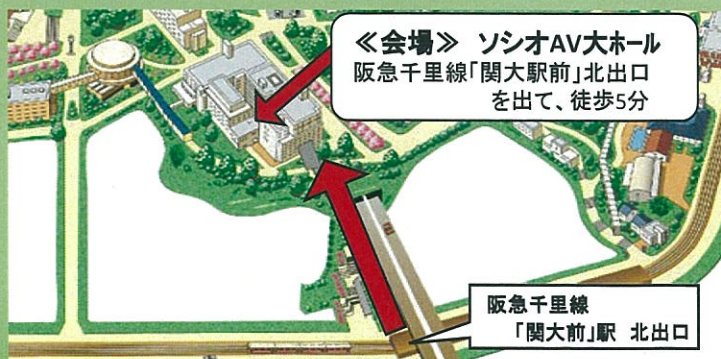 ≪会場≫ ソシオAV大ホール
阪急千里線「関大駅前」北出口
を出て、徒歩5分
阪急千里線
「関大前」駅 北出口